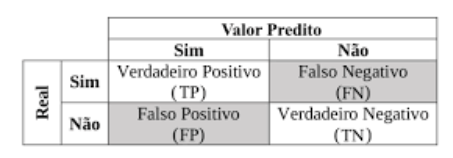 Valor Predito
Sim Não
Real
Sim
Verdadeiro Positivo
(TP)
Falso Negativo
(FN)
Não
Falso Positivo
(FP)
Verdadeiro Negativo
(TN)